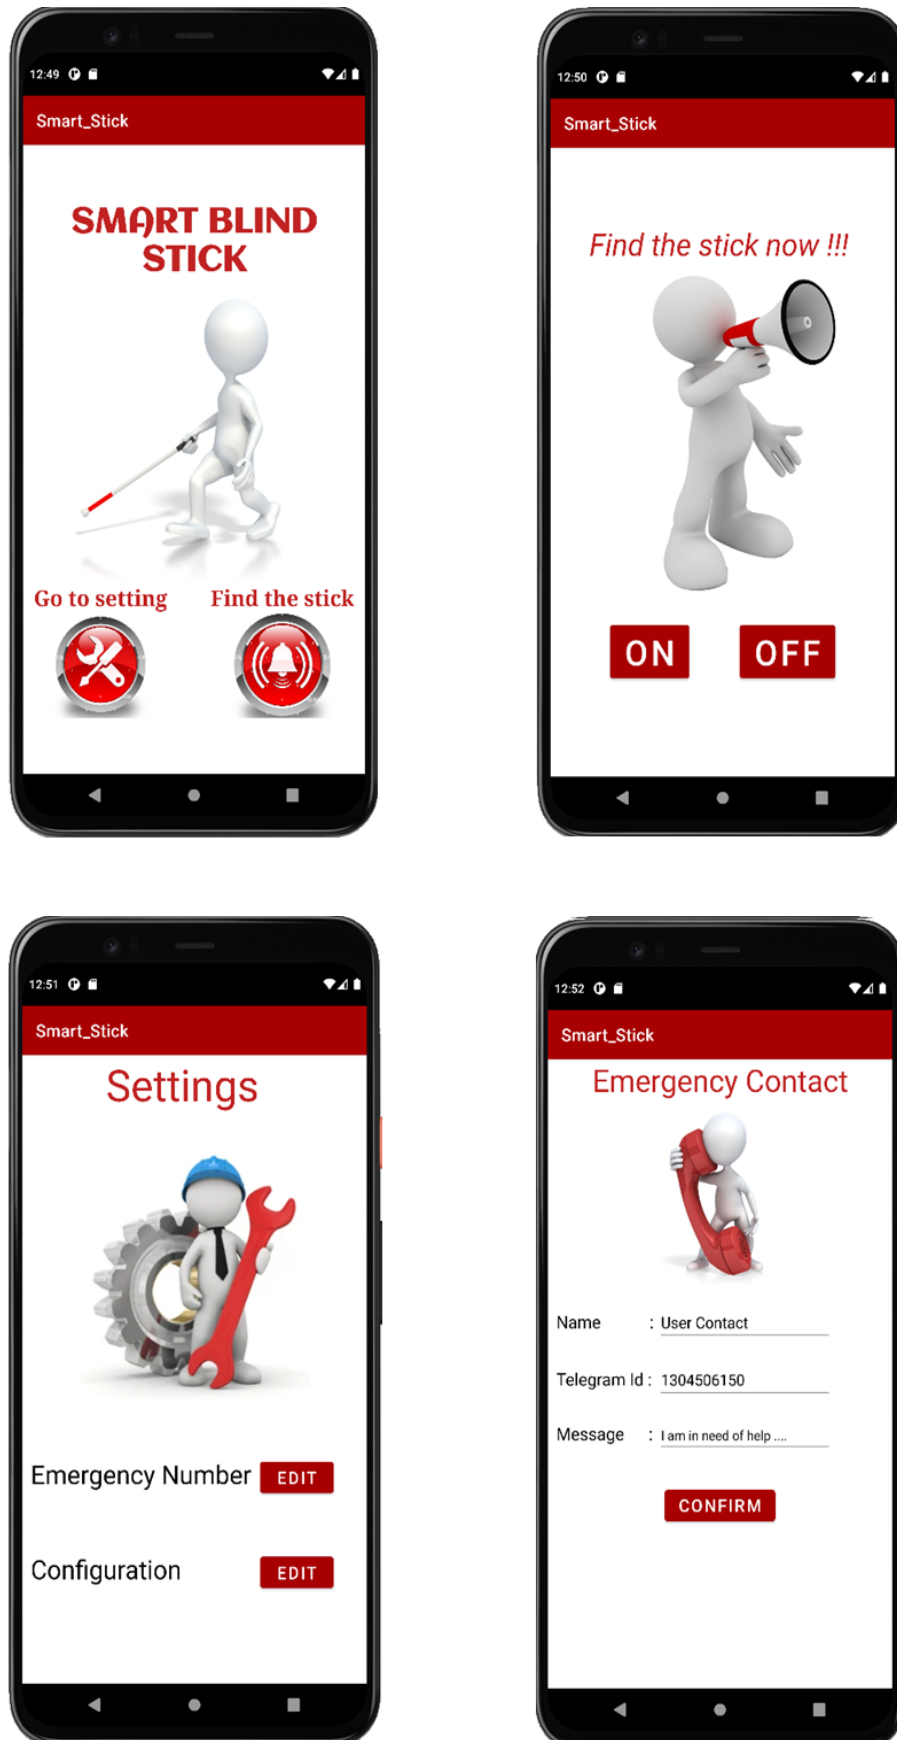 12:49
Smart_Stick
SMART BLIND
STICK
Go to setting
Find the stick
12:50
Smart_Stick
Find the stick now !!!
ON
OFF
12:51
Smart_Stick
Settings
Emergency Number EDIT
Configuration EDIT
12:52
Smart_Stick
Emergency Contact
Name : User Contact
Telegram Id : 1304506150
Message : I am in need of help ....
CONFIRM